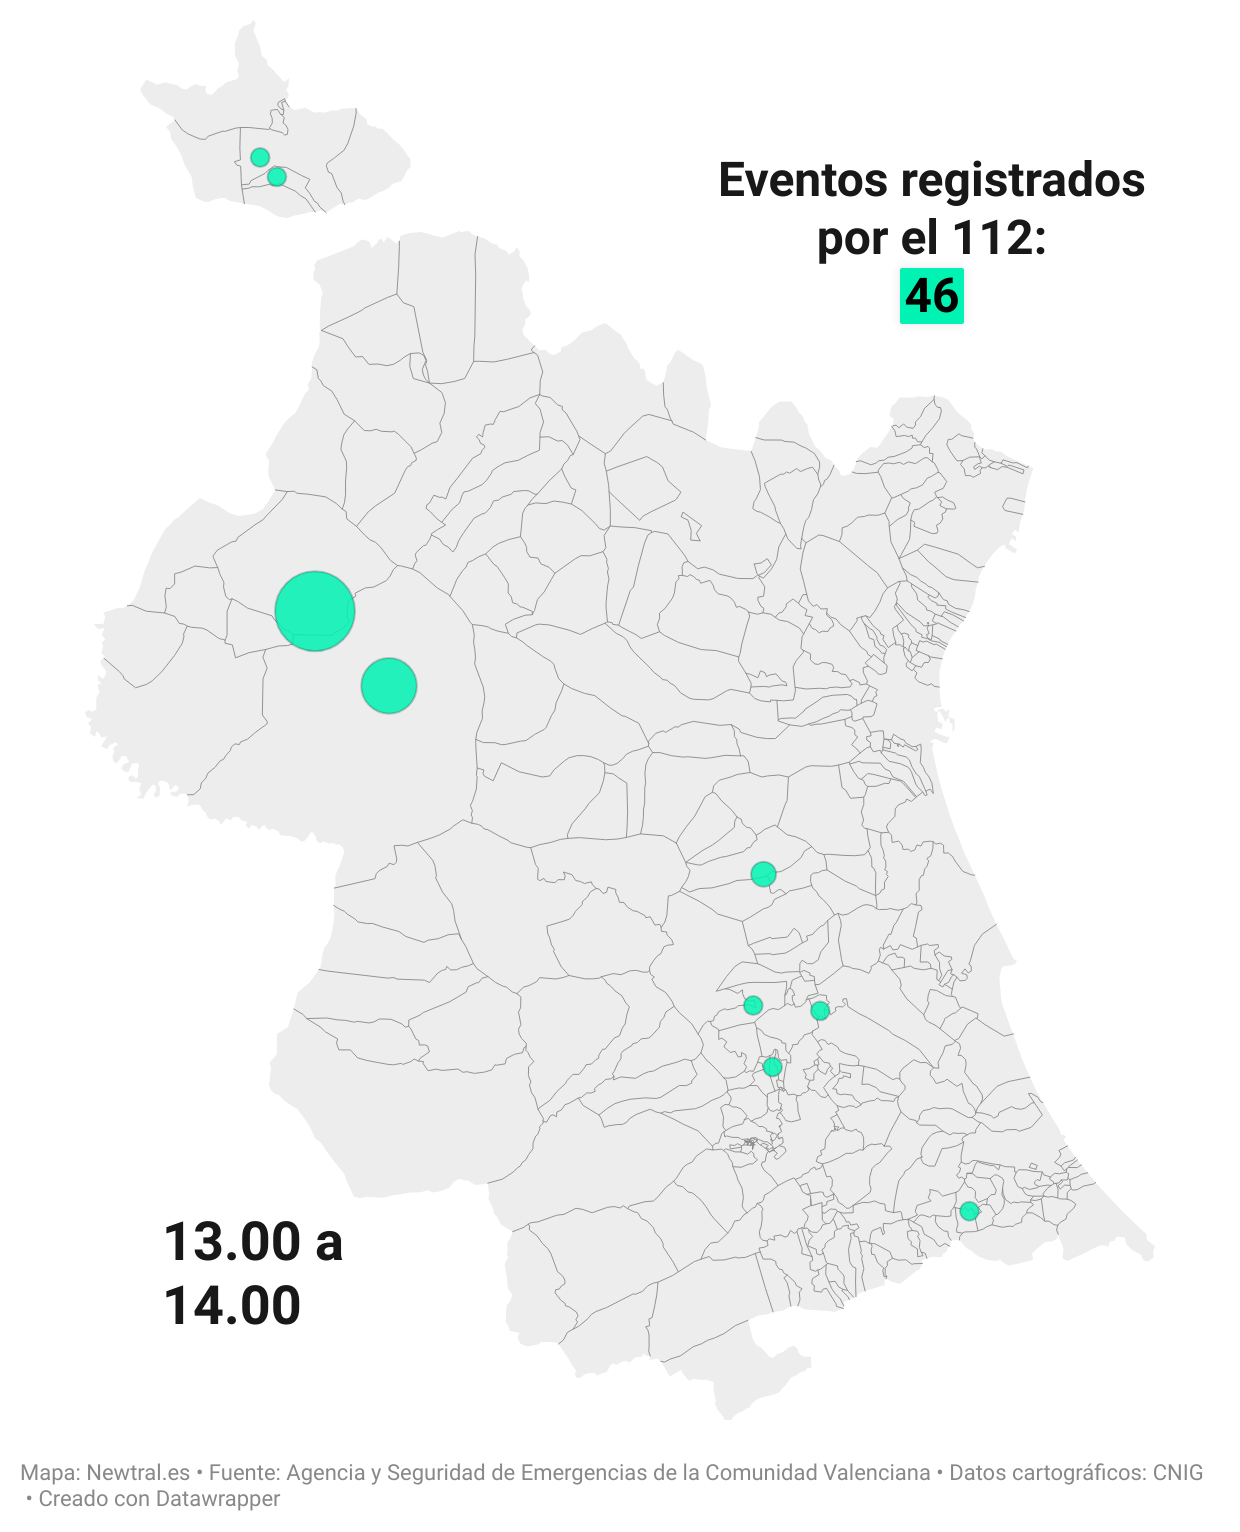 Eventos registrados
por el 112:
46
13.00 a
14.00
Mapa: Newtral.es • Fuente: Agencia y Seguridad de Emergencias de la Comunidad Valenciana • Datos cartográficos: CNIG
• Creado con Datawrapper